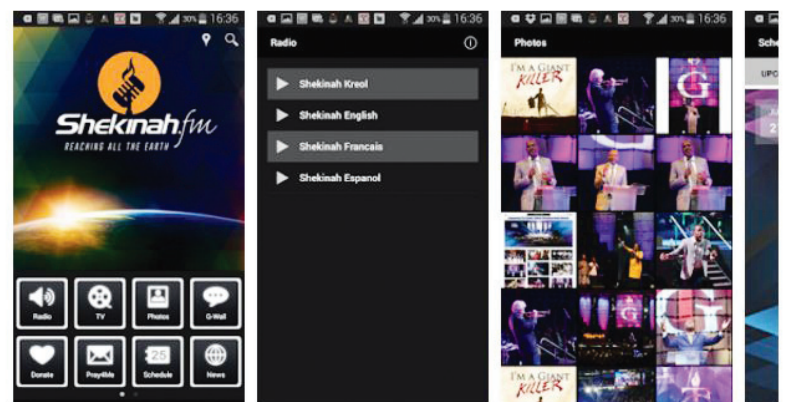 30% 16:36
Shekinah.fm
REACHING ALL THE EARTH
Radio
TV
Photos
G-Wall
Donate
Pray4Me
25
Schedule
News
30% 16:36
Radio
Shekinah Kreol
Shekinah English
Shekinah Francais
Shekinah Espanol
30% 16:36
Photos
I'M A GIANT
KILLER
G
G
G
I'M A GIANT
KILLER
Sche
UPC
2